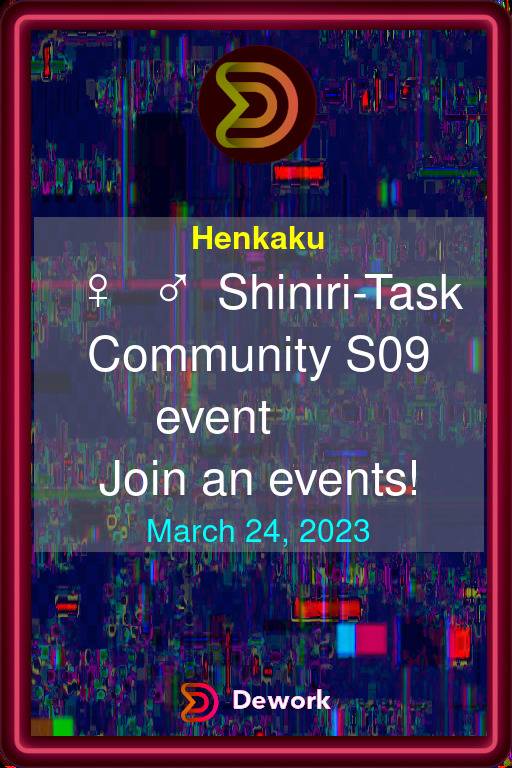 Henkaku
♀ ♂ Shiniri-Task
Community S09
event
Join an events!
March 24, 2023
Dework